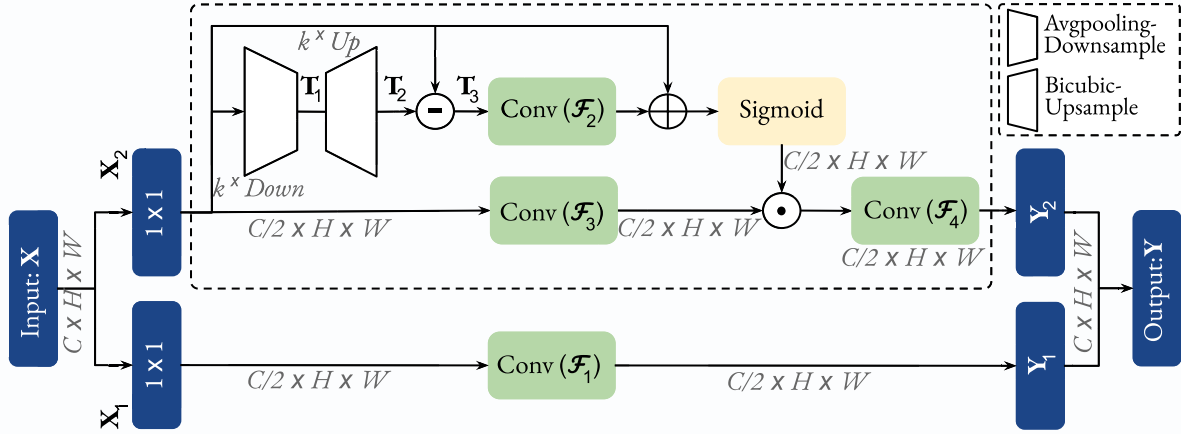 k × Up
T1
T2
T3
-
Conv (F2)
Sigmoid
Avgpooling-
Downsample
Bicubic-
Upsample
X2
k × Down
C/2 × H × W
1 x 1
C/2 × H × W
Conv (F3)
C/2 × H × W
Conv (F4)
C/2 × H × W
Y2
Input: X
C x H x W
C x H x W
Output:Y
1 x 1
C/2 × H × W
Conv (F1)
C/2 × H × W
Y1
X1